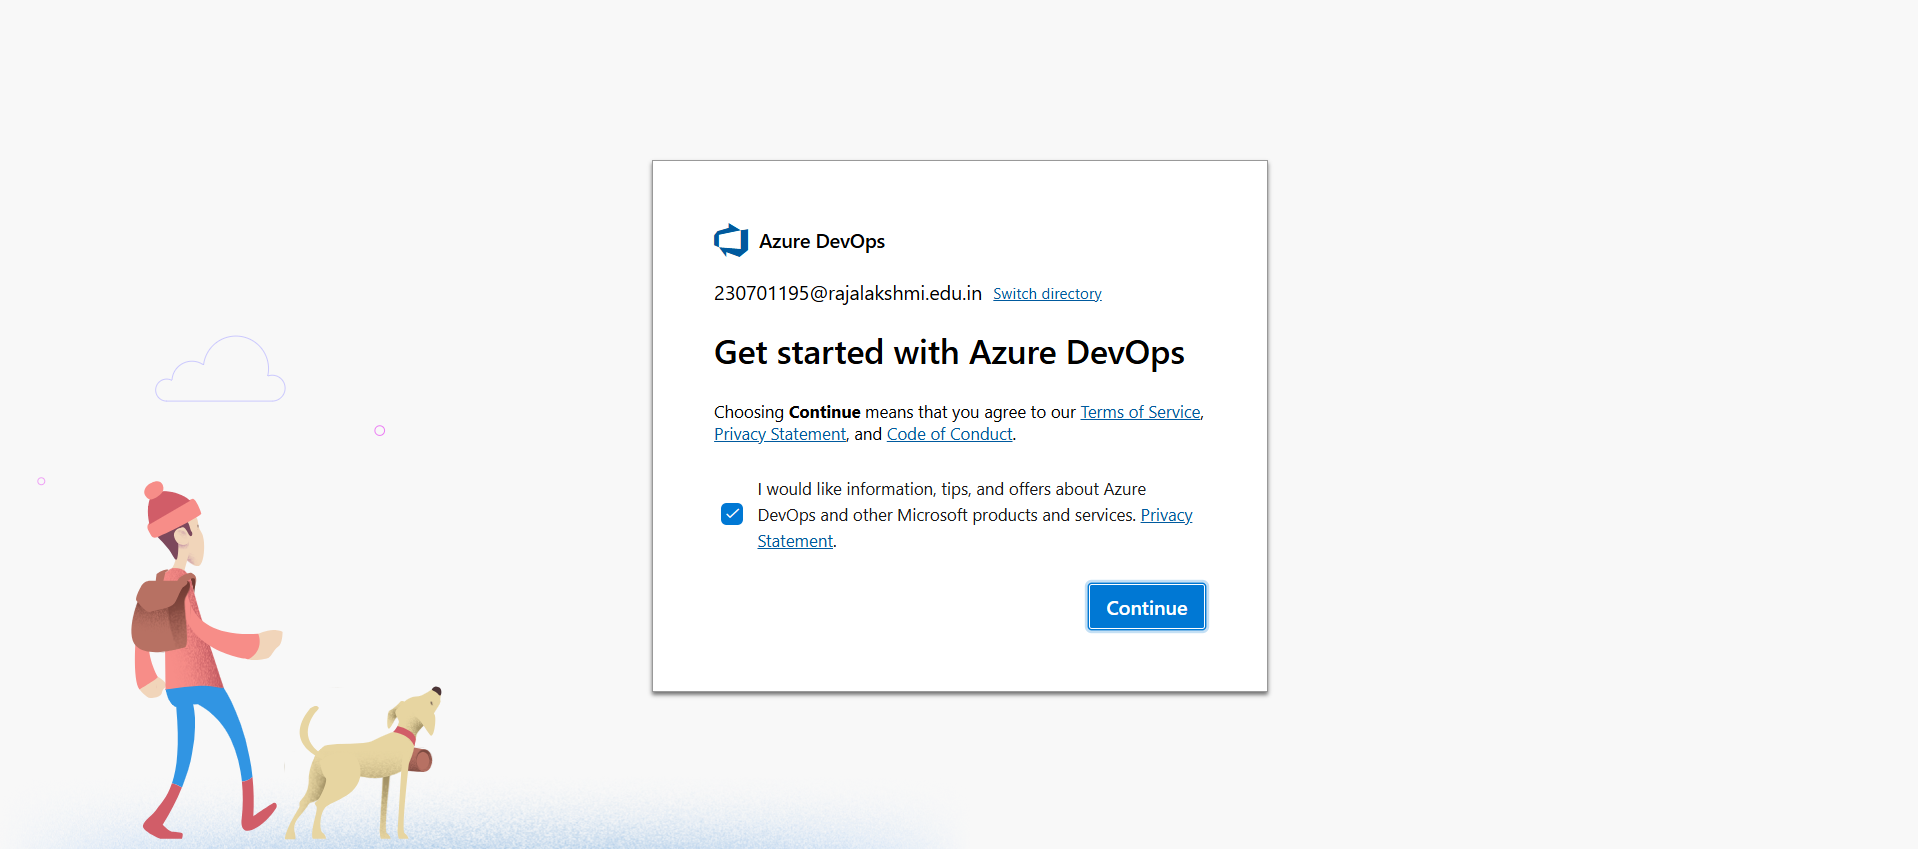 Azure DevOps
230701195@rajalakshmi.edu.in Switch directory
Get started with Azure DevOps
Choosing Continue means that you agree to our Terms of Service,
Privacy Statement, and Code of Conduct.
I would like information, tips, and offers about Azure
DevOps and other Microsoft products and services. Privacy
Statement.
Continue